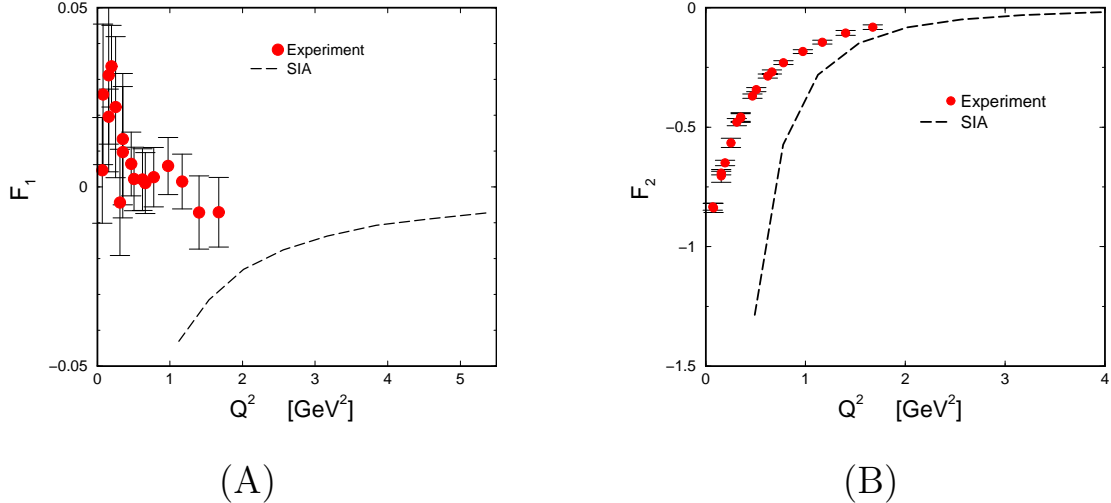 0.05
0
−0.05
F₁
0 1 2 3 4 5
Q² [GeV²]
Experiment
SIA
(A)
0
−0.5
−1
−1.5
F₂
0 1 2 3 4
Q² [GeV²]
Experiment
SIA
(B)